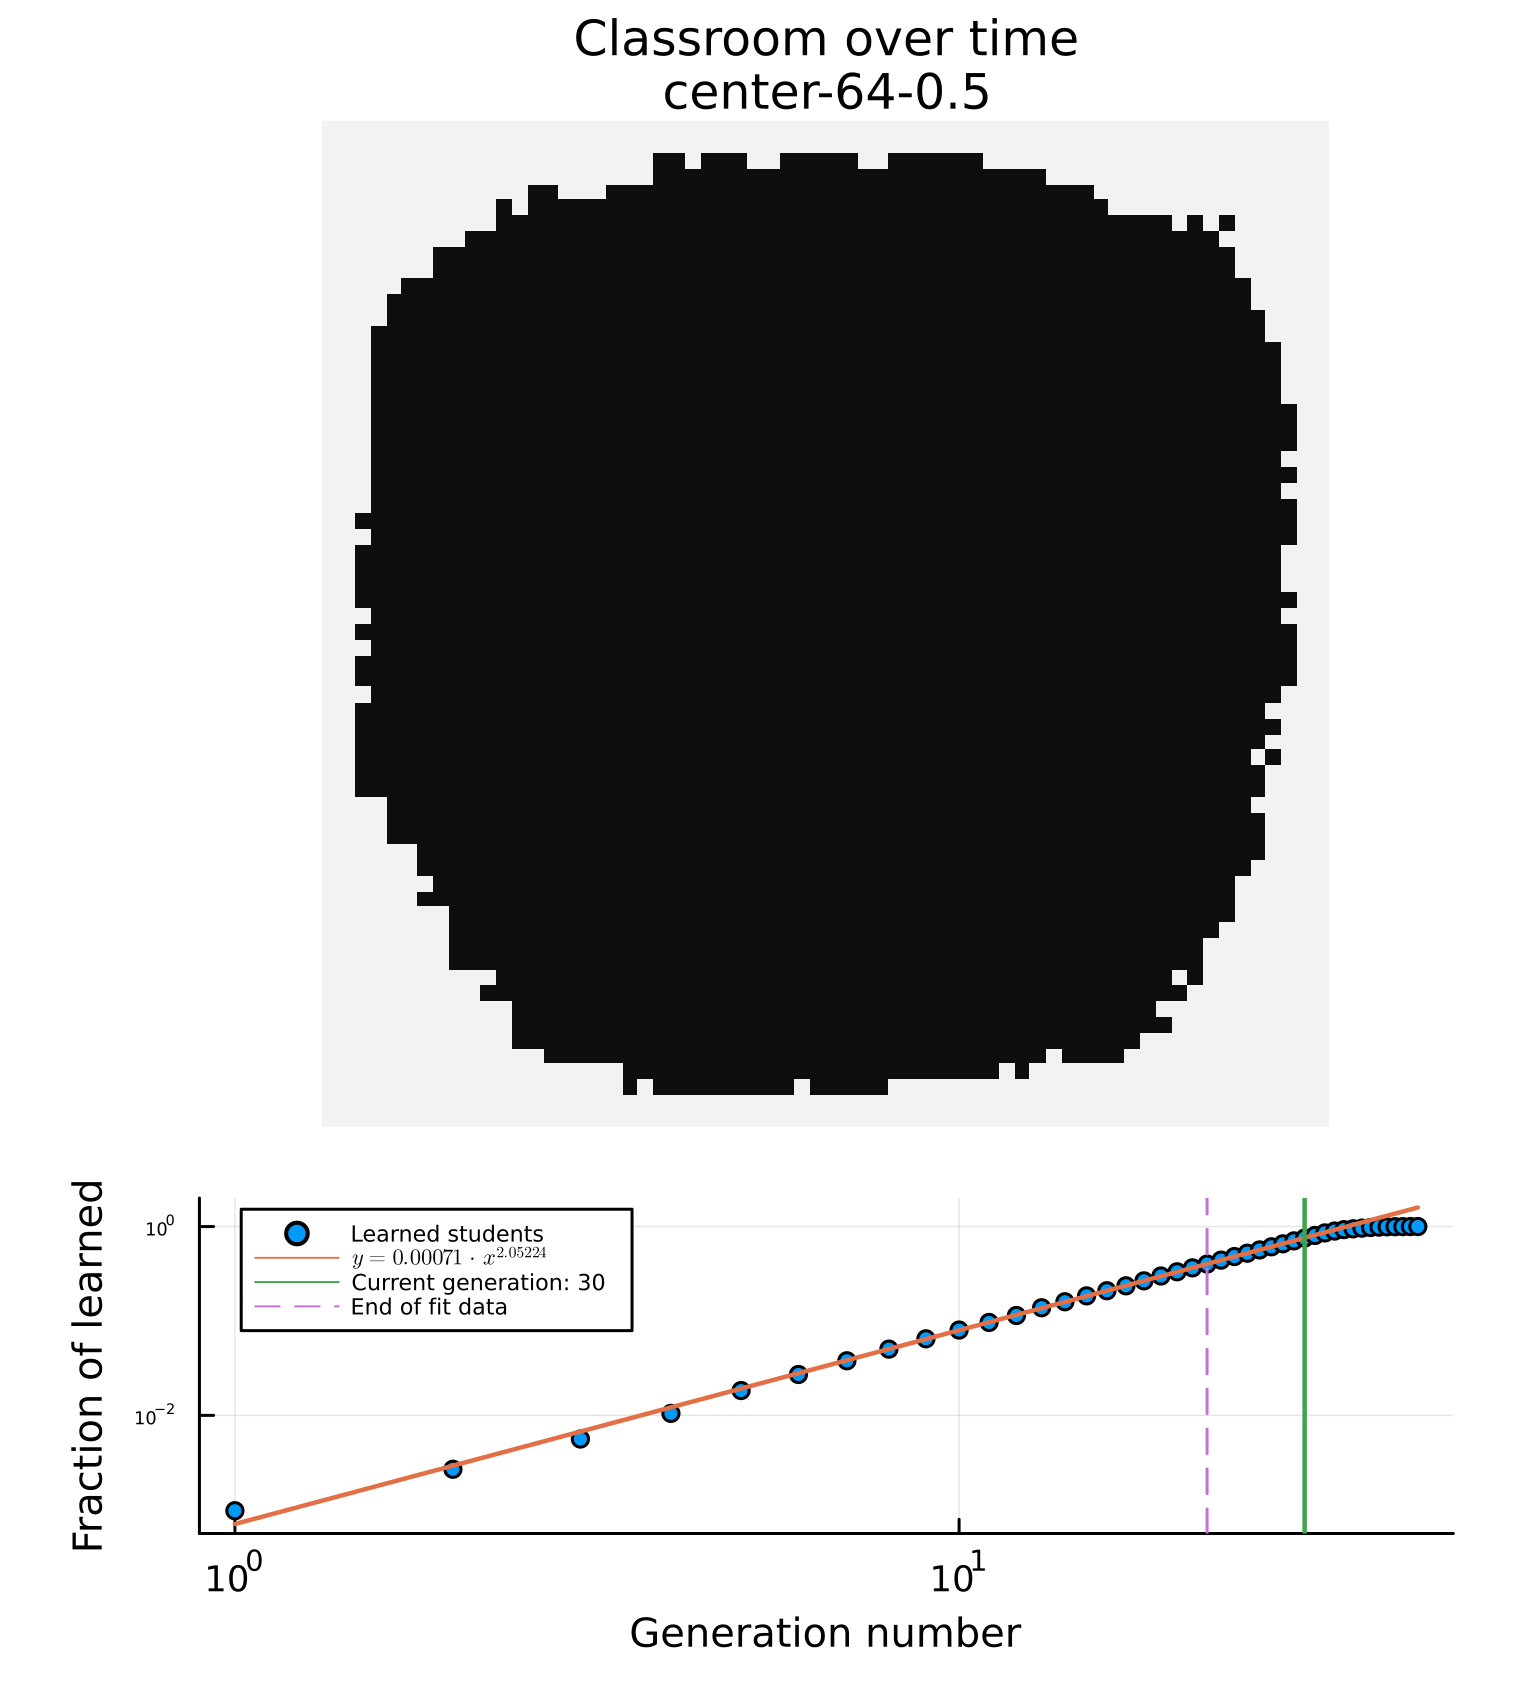 Classroom over time
center-64-0.5
10^0
10^-2
Fraction of learned
Learned students
y = 0.00071 · x^2.05224
Current generation: 30
End of fit data
10^0
10^1
Generation number